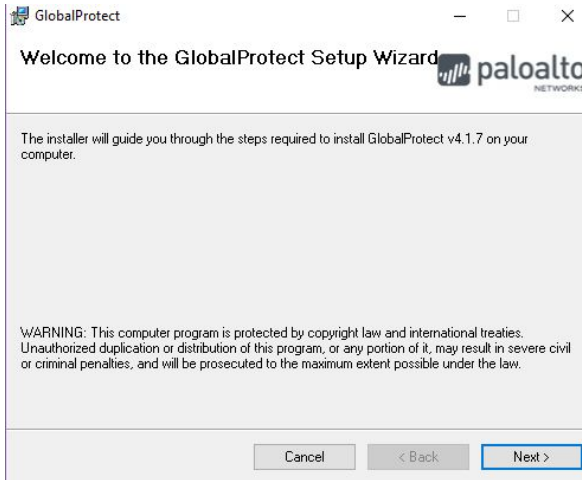 GlobalProtect
Welcome to the GlobalProtect Setup Wizard
paloalto
NETWORKS
The installer will guide you through the steps required to install GlobalProtect v4.1.7 on your
computer.
WARNING: This computer program is protected by copyright law and international treaties.
Unauthorized duplication or distribution of this program, or any portion of it, may result in severe civil
or criminal penalties, and will be prosecuted to the maximum extent possible under the law.
Cancel < Back Next >